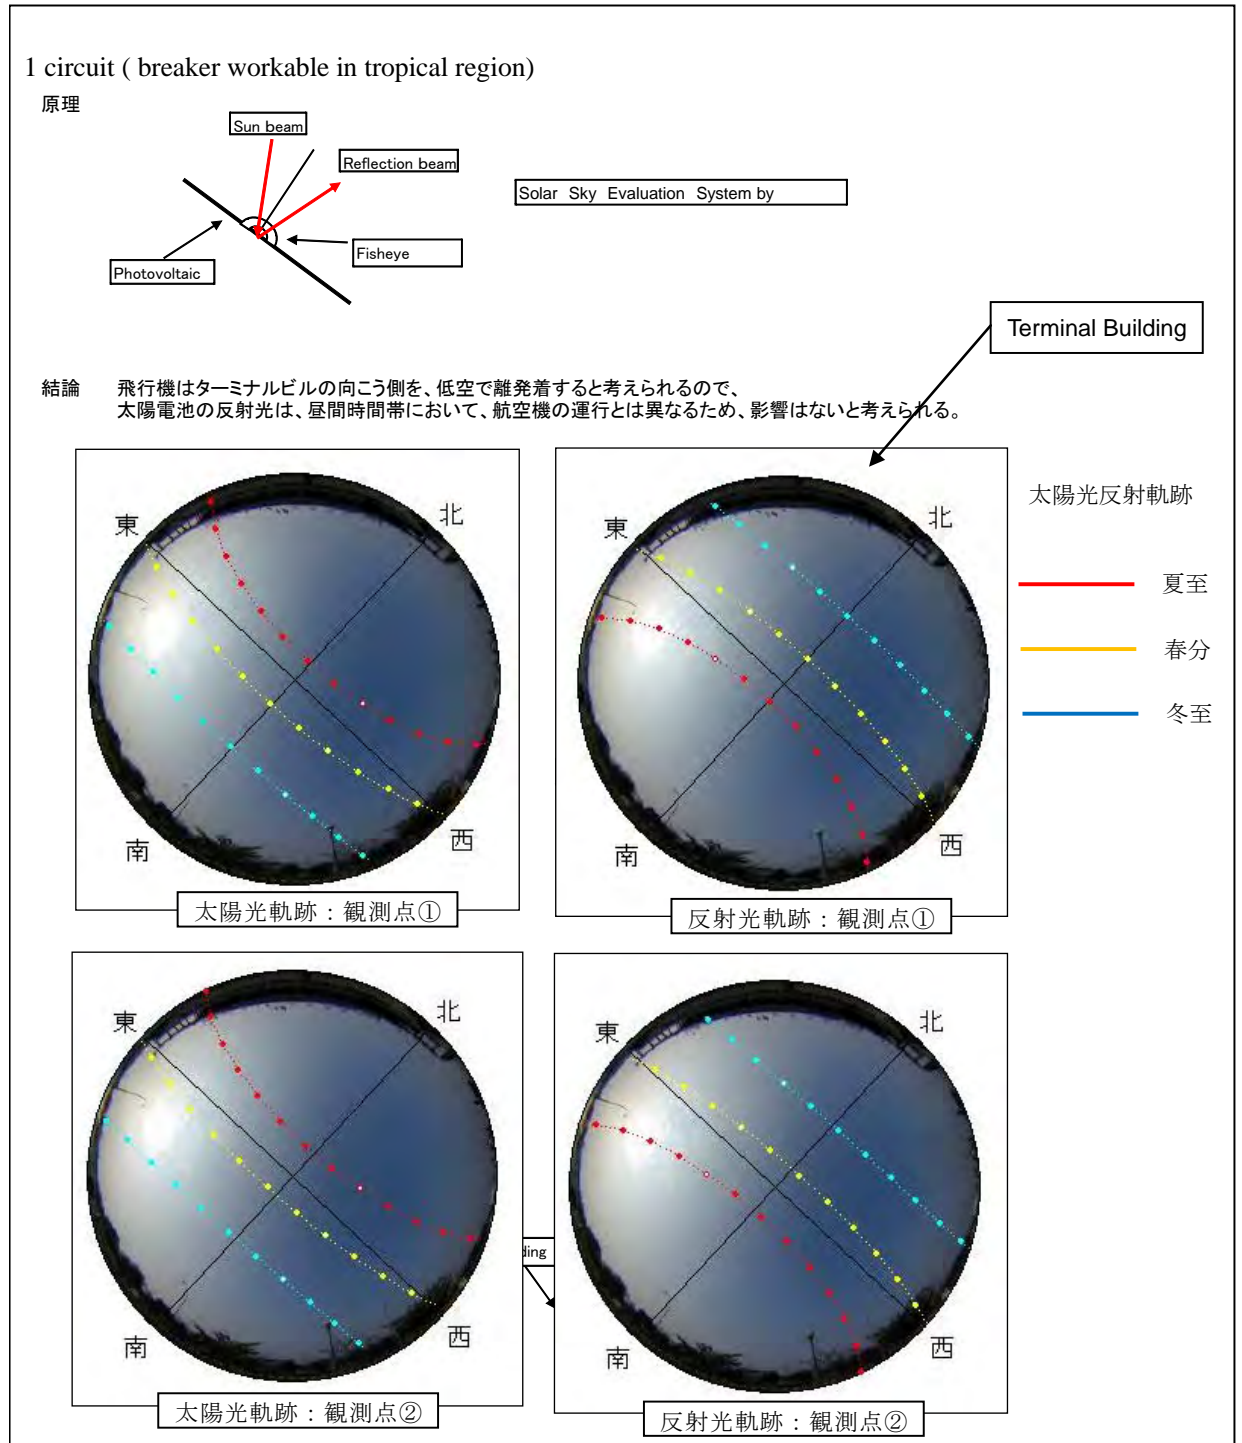 1 circuit ( breaker workable in tropical region)
原理
Sun beam
Reflection beam
Solar Sky Evaluation System by
Fisheye
Photovoltaic
Terminal Building
結論 飛行機はターミナルビルの向こう側を、低空で離発着すると考えられるので、
太陽電池の反射光は、昼間時間帯において、航空機の運行とは異なるため、影響はないと考えられる。
東
北
南
西
太陽光軌跡：観測点①
東
北
南
西
反射光軌跡：観測点①
太陽光反射軌跡
夏至
春分
冬至
東
北
南
西
太陽光軌跡：観測点②
東
北
南
西
反射光軌跡：観測点②